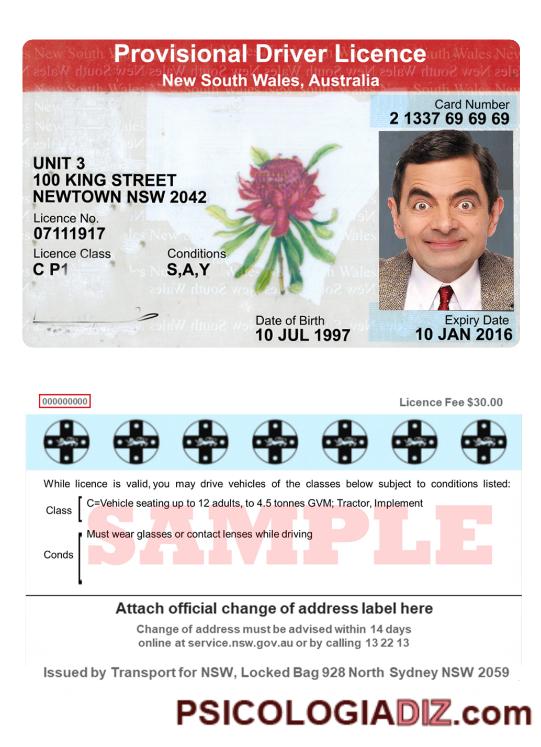 Provisional Driver Licence
New South Wales, Australia
Card Number
2 1337 69 69 69
UNIT 3
100 KING STREET
NEWTOWN NSW 2042
Licence No.
07111917
Licence Class
Conditions
C P1
S,A,Y
Date of Birth
10 JUL 1997
Expiry Date
10 JAN 2016
000000000
Licence Fee $30.00
While licence is valid, you may drive vehicles of the classes below subject to conditions listed:
Class
C=Vehicle seating up to 12 adults, to 4.5 tonnes GVM; Tractor, Implement
SAMPLE
Must wear glasses or contact lenses while driving
Conds
Attach official change of address label here
Change of address must be advised within 14 days
online at service.nsw.gov.au or by calling 13 22 13
Issued by Transport for NSW, Locked Bag 928 North Sydney NSW 2059
PSICOLOGIADIZ.com